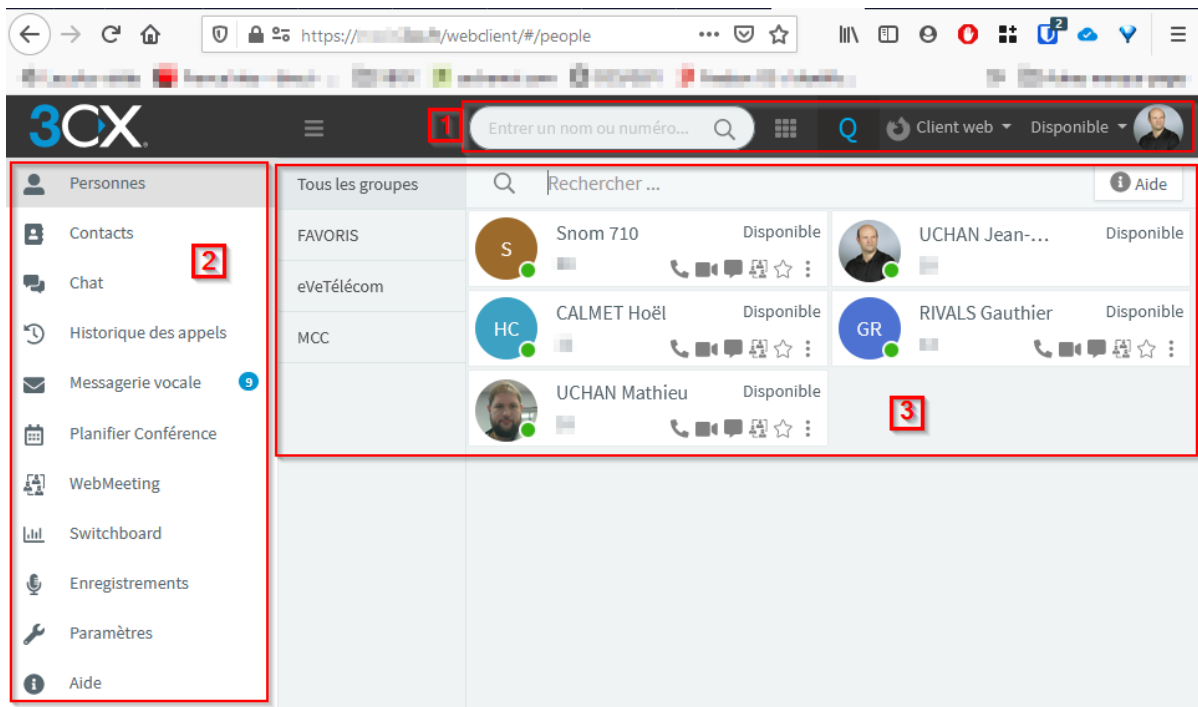 https:// /webclient/#/people
2
3CX
1
Entrer un nom ou numéro...
Q
Client web
Disponible
Personnes
Tous les groupes
Rechercher ...
Aide
Contacts
FAVORIS
S
Snom 710
Disponible
UCHAN Jean-...
Disponible
2
Chat
eVeTélécom
Historique des appels
MCC
HC
CALMET Hoël
Disponible
GR
RIVALS Gauthier
Disponible
Messagerie vocale
9
UCHAN Mathieu
Disponible
3
Planifier Conférence
WebMeeting
Switchboard
Enregistrements
Paramètres
Aide